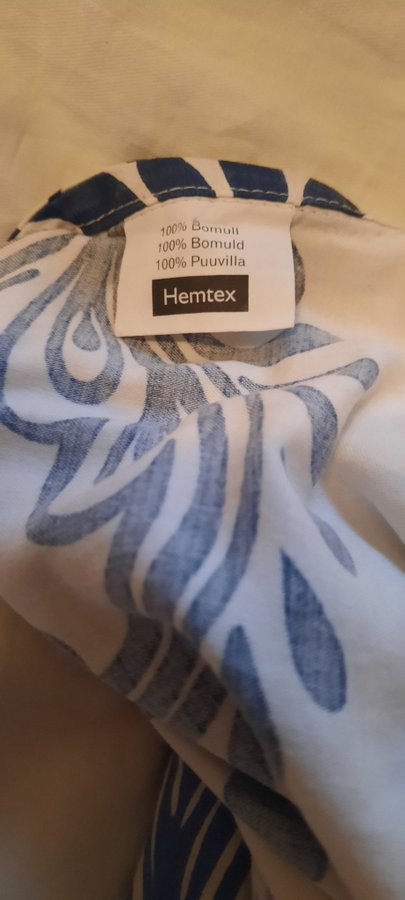 100% Bomull
100% Bomuld
100% Puuvilla
Hemtex